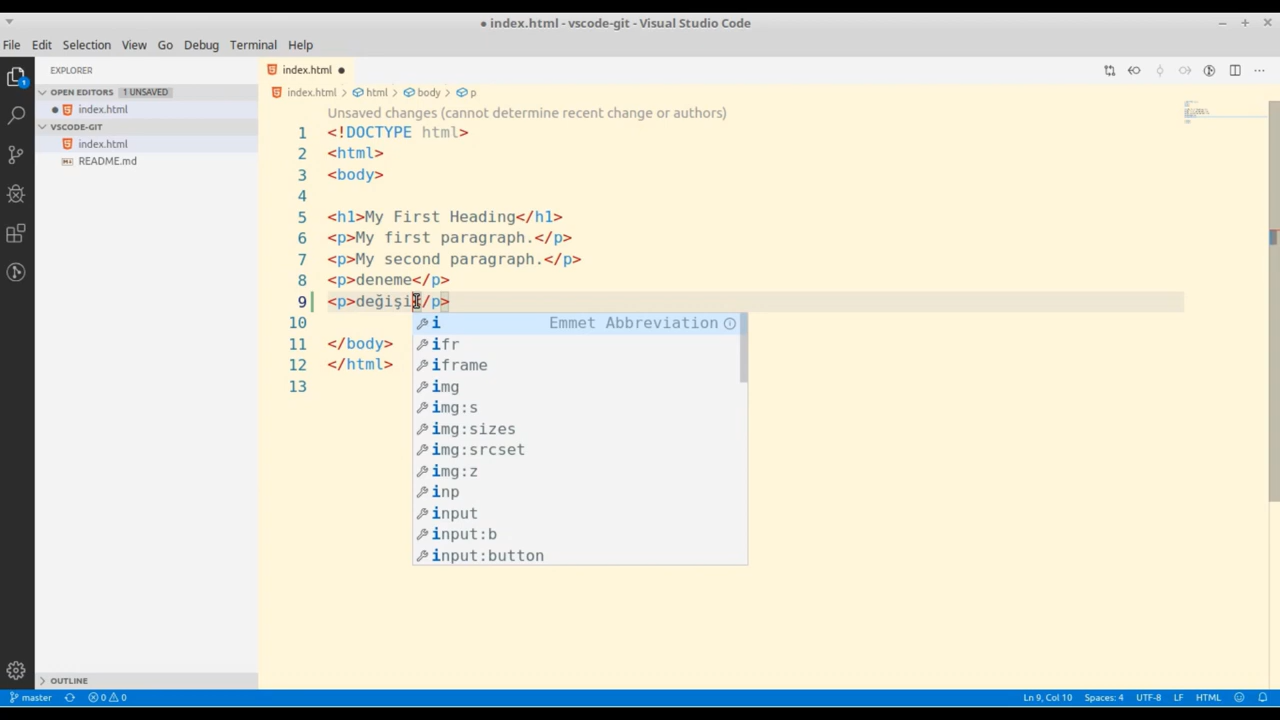 ● index.html - vscode-git - Visual Studio Code
File Edit Selection View Go Debug Terminal Help
EXPLORER
OPEN EDITORS 1 UNSAVED
● index.html
VSCODE-GIT
index.html
README.md
OUTLINE
1
index.html ●
index.html > html > body > p
Unsaved changes (cannot determine recent change or authors)
1 <!DOCTYPE html>
2 <html>
3 <body>
4
5 <h1>My First Heading</h1>
6 <p>My first paragraph.</p>
7 <p>My second paragraph.</p>
8 <p>deneme</p>
9 <p>değişi</p>
10
11 </body>
12 </html>
13
i Emmet Abbreviation
ifr
iframe
img
img:s
img:sizes
img:srcset
img:z
inp
input
input:b
input:button
master 0 0 Ln 9, Col 10 Spaces: 4 UTF-8 LF HTML